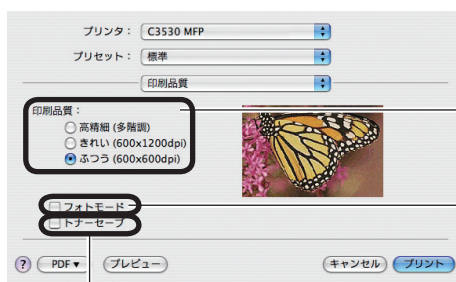 プリンタ： C3530 MFP
プリセット： 標準
印刷品質
印刷品質：
高精細 (多階調)
きれい (600x1200dpi)
ふつう (600x600dpi)
フォトモード
トナーセーブ
? PDF▼ プレビュー キャンセル プリント